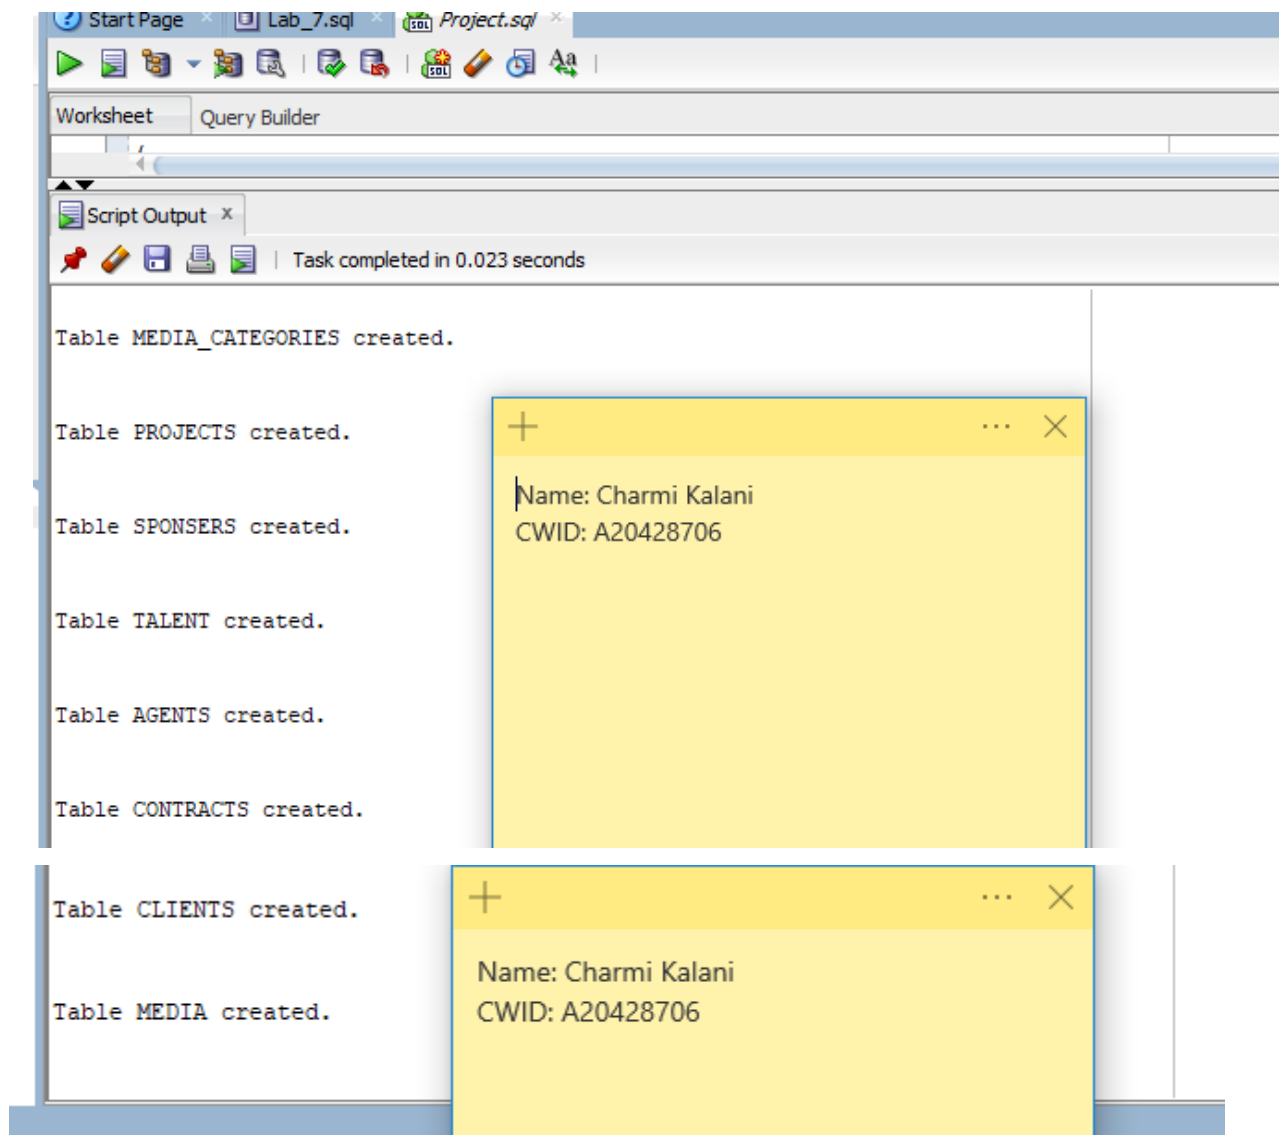 Start Page Lab_7.sql Project.sql
Worksheet Query Builder
Script Output x
Task completed in 0.023 seconds
Table MEDIA_CATEGORIES created.
Table PROJECTS created.
Name: Charmi Kalani
CWID: A20428706
Table SPONSERS created.
Table TALENT created.
Table AGENTS created.
Table CONTRACTS created.
Table CLIENTS created.
Name: Charmi Kalani
CWID: A20428706
Table MEDIA created.